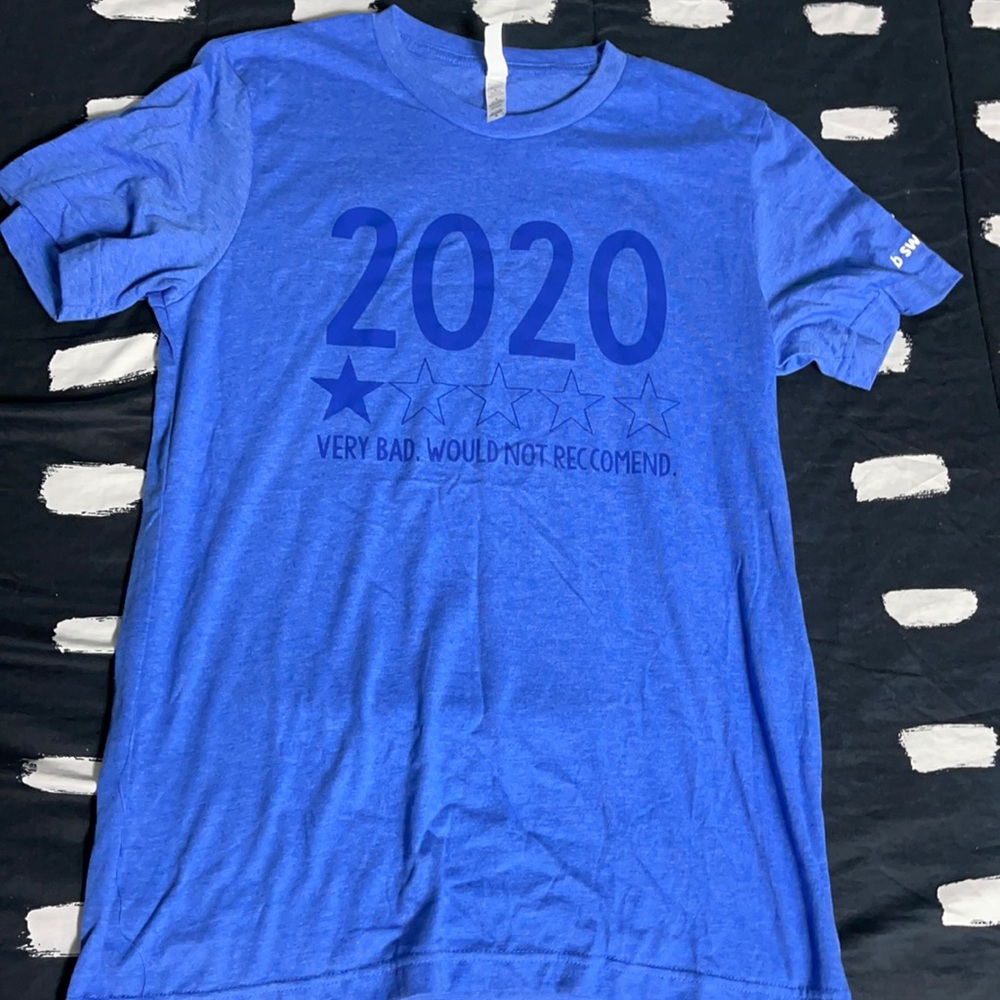 2020
VERY BAD. WOULD NOT RECCOMEND.